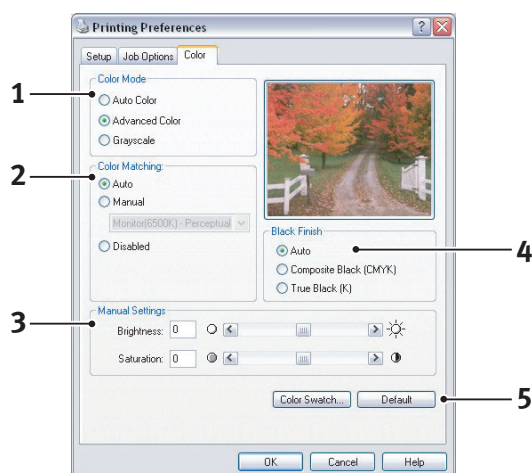 Printing Preferences
Setup Job Options Color
1
Color Mode
Auto Color
Advanced Color
Grayscale
2
Color Matching:
Auto
Manual
Monitor(6500K) - Perceptual
Disabled
Black Finish
Auto
4
Composite Black (CMYK)
True Black (K)
3
Manual Settings
Brightness: 0
Saturation: 0
Color Swatch... Default
5
OK Cancel Help